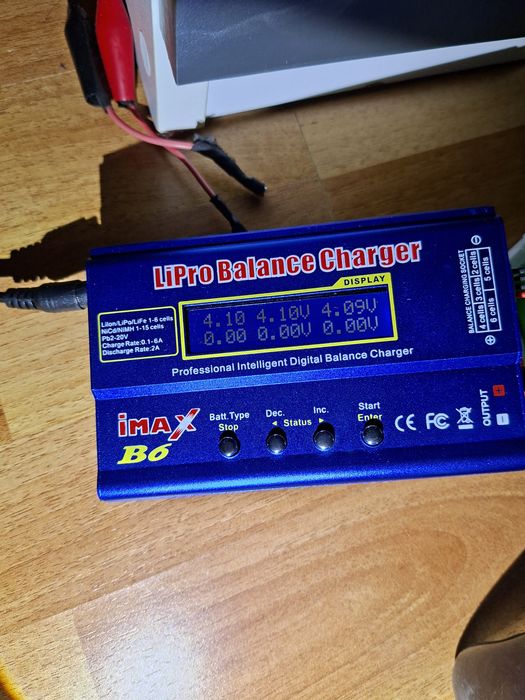 LiPro Balance Charger
DISPLAY
LiIon/LiPo/LiFe 1-6 cells
NiCd/NiMH 1-15 cells
Pb2-20V
Charge Rate:0.1-6A
Discharge Rate:2A
4.10 4.10V 4.09V
0.00 0.00V 0.00V
Professional Intelligent Digital Balance Charger
BALANCE CHARGING SOCKET
2 cells
3 cells
4 cells
5 cells
6 cells
iMAX
B6
Batt.Type
Stop
Dec.
Inc.
Status
Start
Enter
CE FC
OUTPUT
+
-